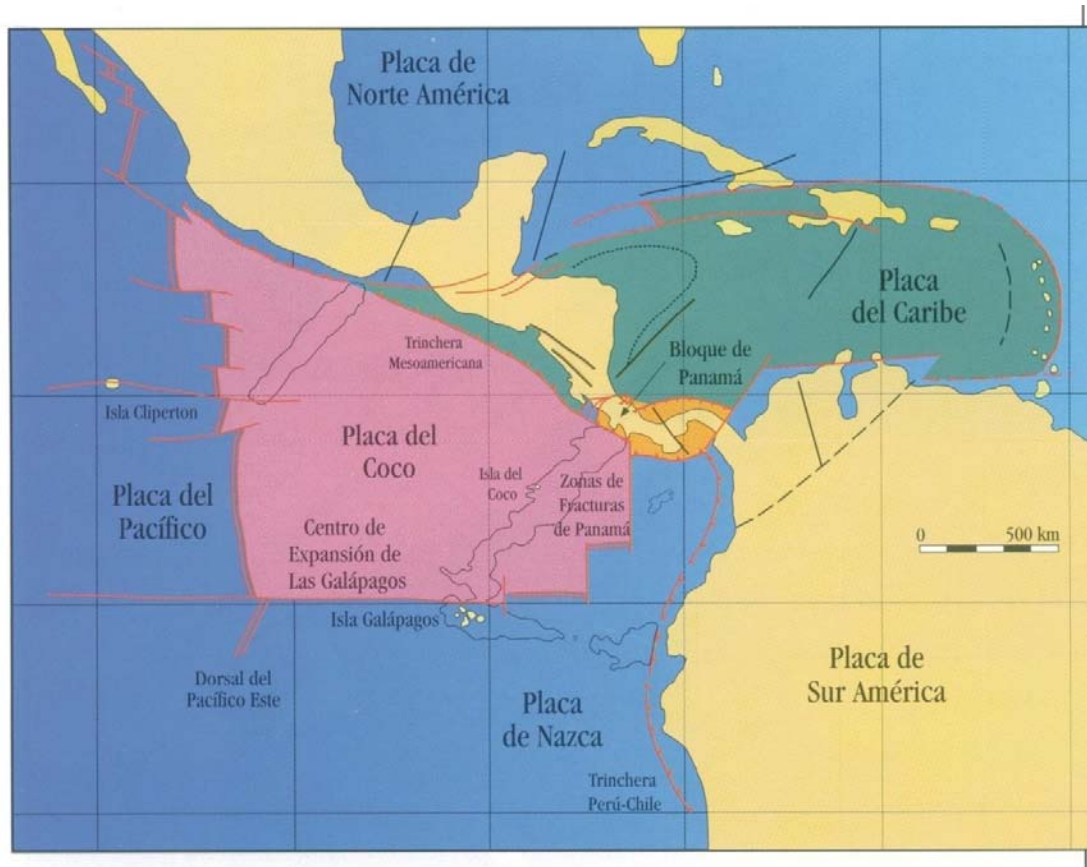 Placa de
Norte América
Placa
del Caribe
Trinchera
Mesoamericana
Bloque de
Panamá
Isla Cliperton
Placa del
Coco
Isla del
Coco
Zonas de
Fracturas
de Panamá
Placa del
Pacífico
Centro de
Expansión de
Las Galápagos
0 500 km
Isla Galápagos
Dorsal del
Pacífico Este
Placa
de Nazca
Placa de
Sur América
Trinchera
Perú-Chile